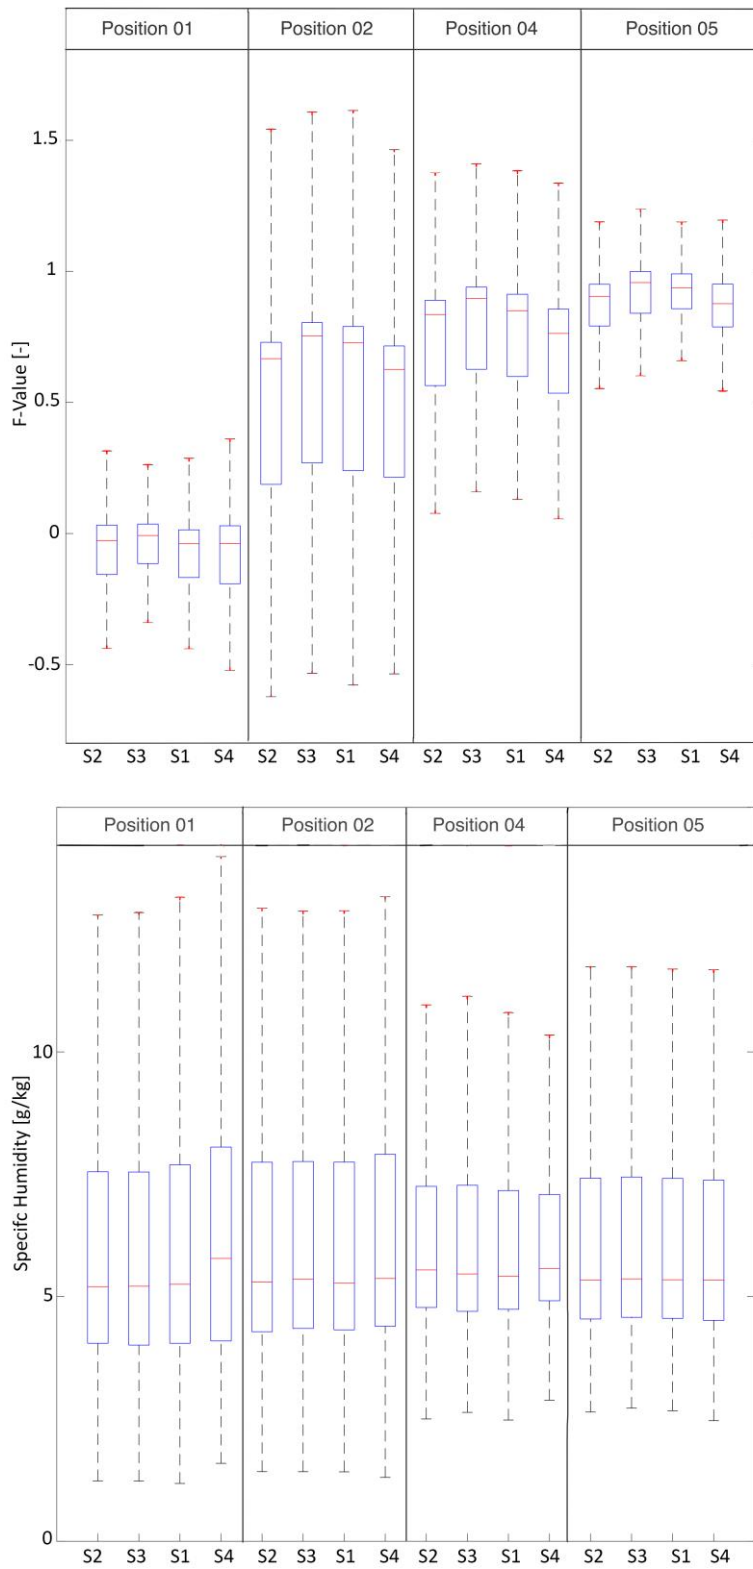 Position 01 Position 02 Position 04 Position 05
1.5
1
F-Value [-]
0.5
0
-0.5
S2 S3 S1 S4 S2 S3 S1 S4 S2 S3 S1 S4 S2 S3 S1 S4
Position 01 Position 02 Position 04 Position 05
10
Specifc Humidity [g/kg]
5
0
S2 S3 S1 S4 S2 S3 S1 S4 S2 S3 S1 S4 S2 S3 S1 S4